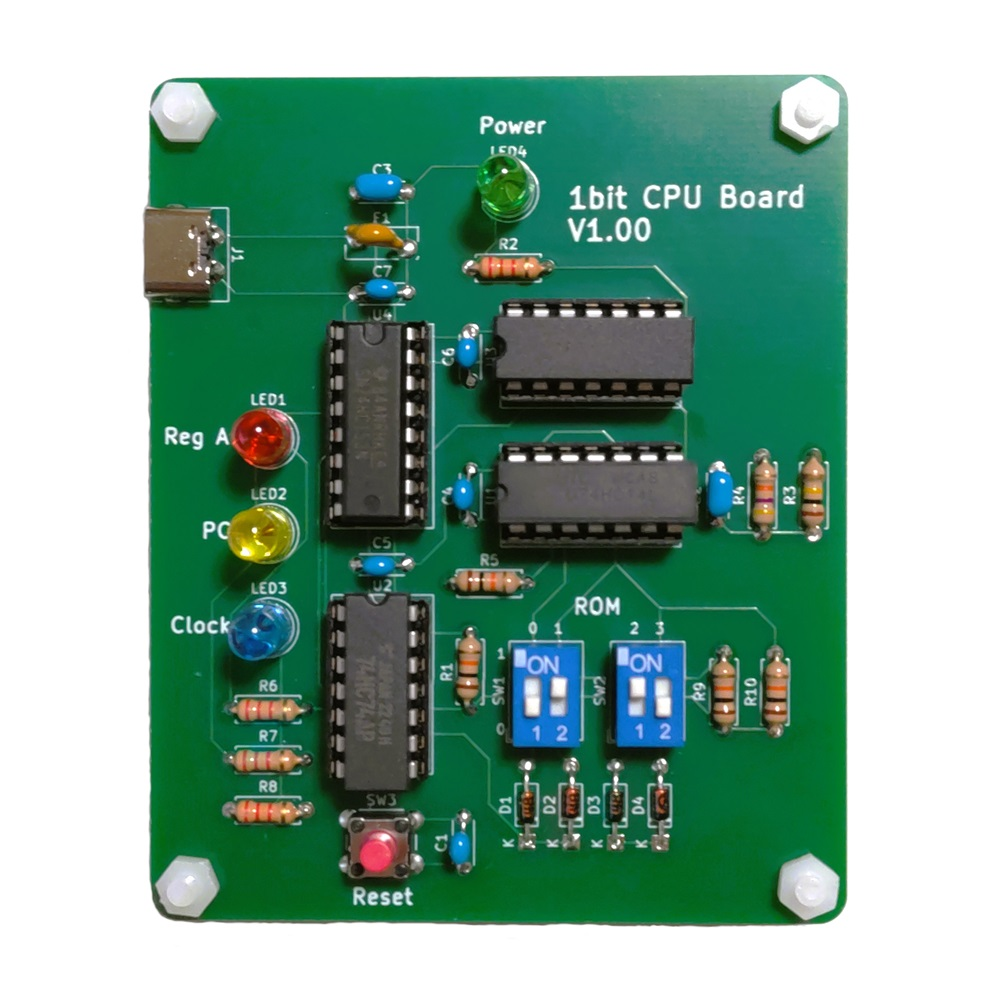 Power
LED4
C3
1bit CPU Board
V1.00
F1
J1
R2
C7
U4
C6
LED1
Reg A
LED2
PC
C4
R4
R3
C5
U2
R5
LED3
Clock
ROM
0 1
2 3
1
ON
ON
R1
SW1
SW2
R9
R10
0
1 2
1 2
R6
R7
R8
JAPAN
74HC74AP
SW3
D1
D2
D3
D4
C1
K
K
K
K
Reset